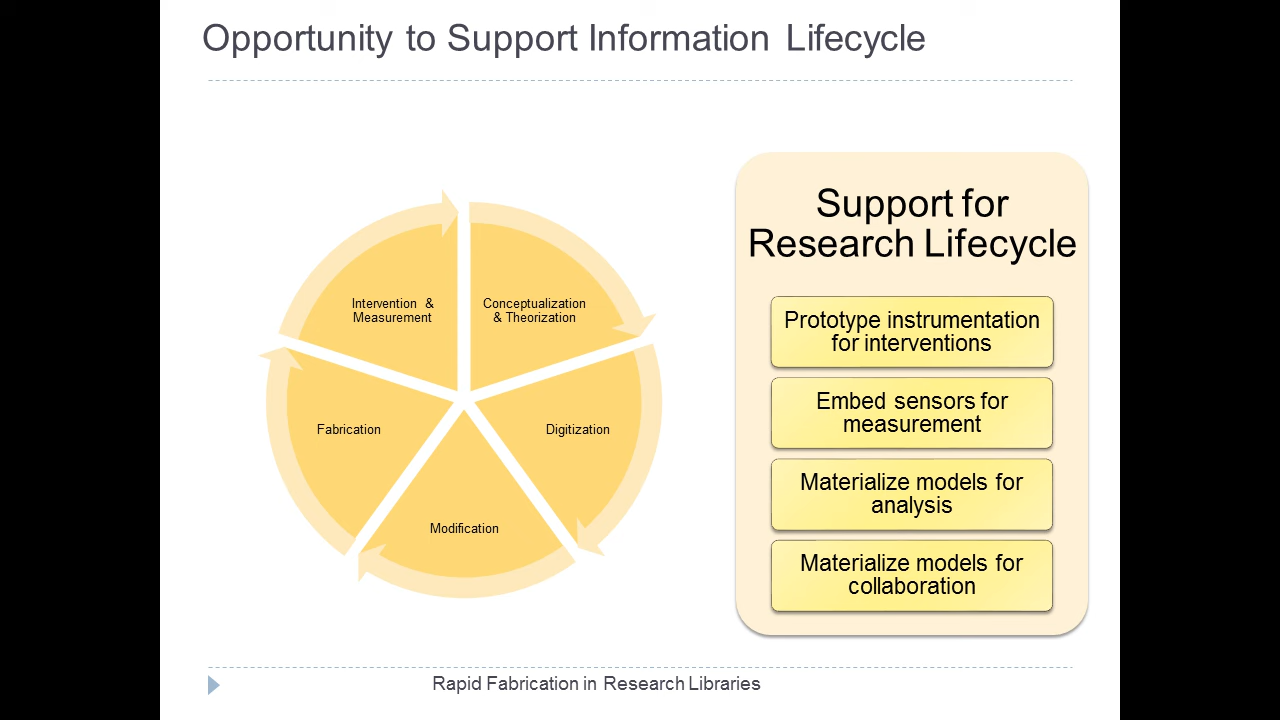 Opportunity to Support Information Lifecycle
Intervention &
Measurement
Conceptualization
& Theorization
Fabrication
Digitization
Modification
Support for
Research Lifecycle
Prototype instrumentation
for interventions
Embed sensors for
measurement
Materialize models for
analysis
Materialize models for
collaboration
Rapid Fabrication in Research Libraries